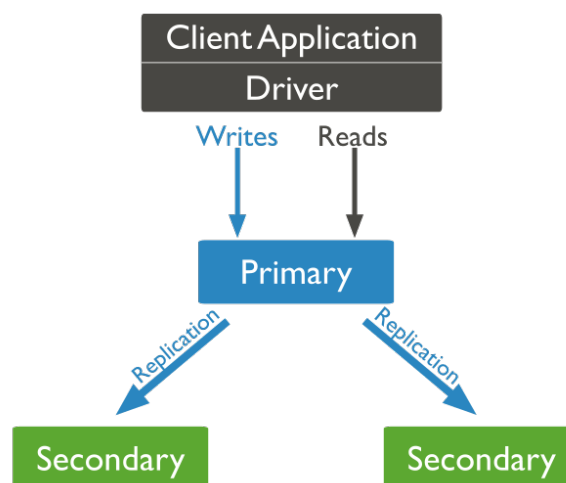 Client Application
Driver
Writes Reads
Primary
Replication Replication
Secondary Secondary